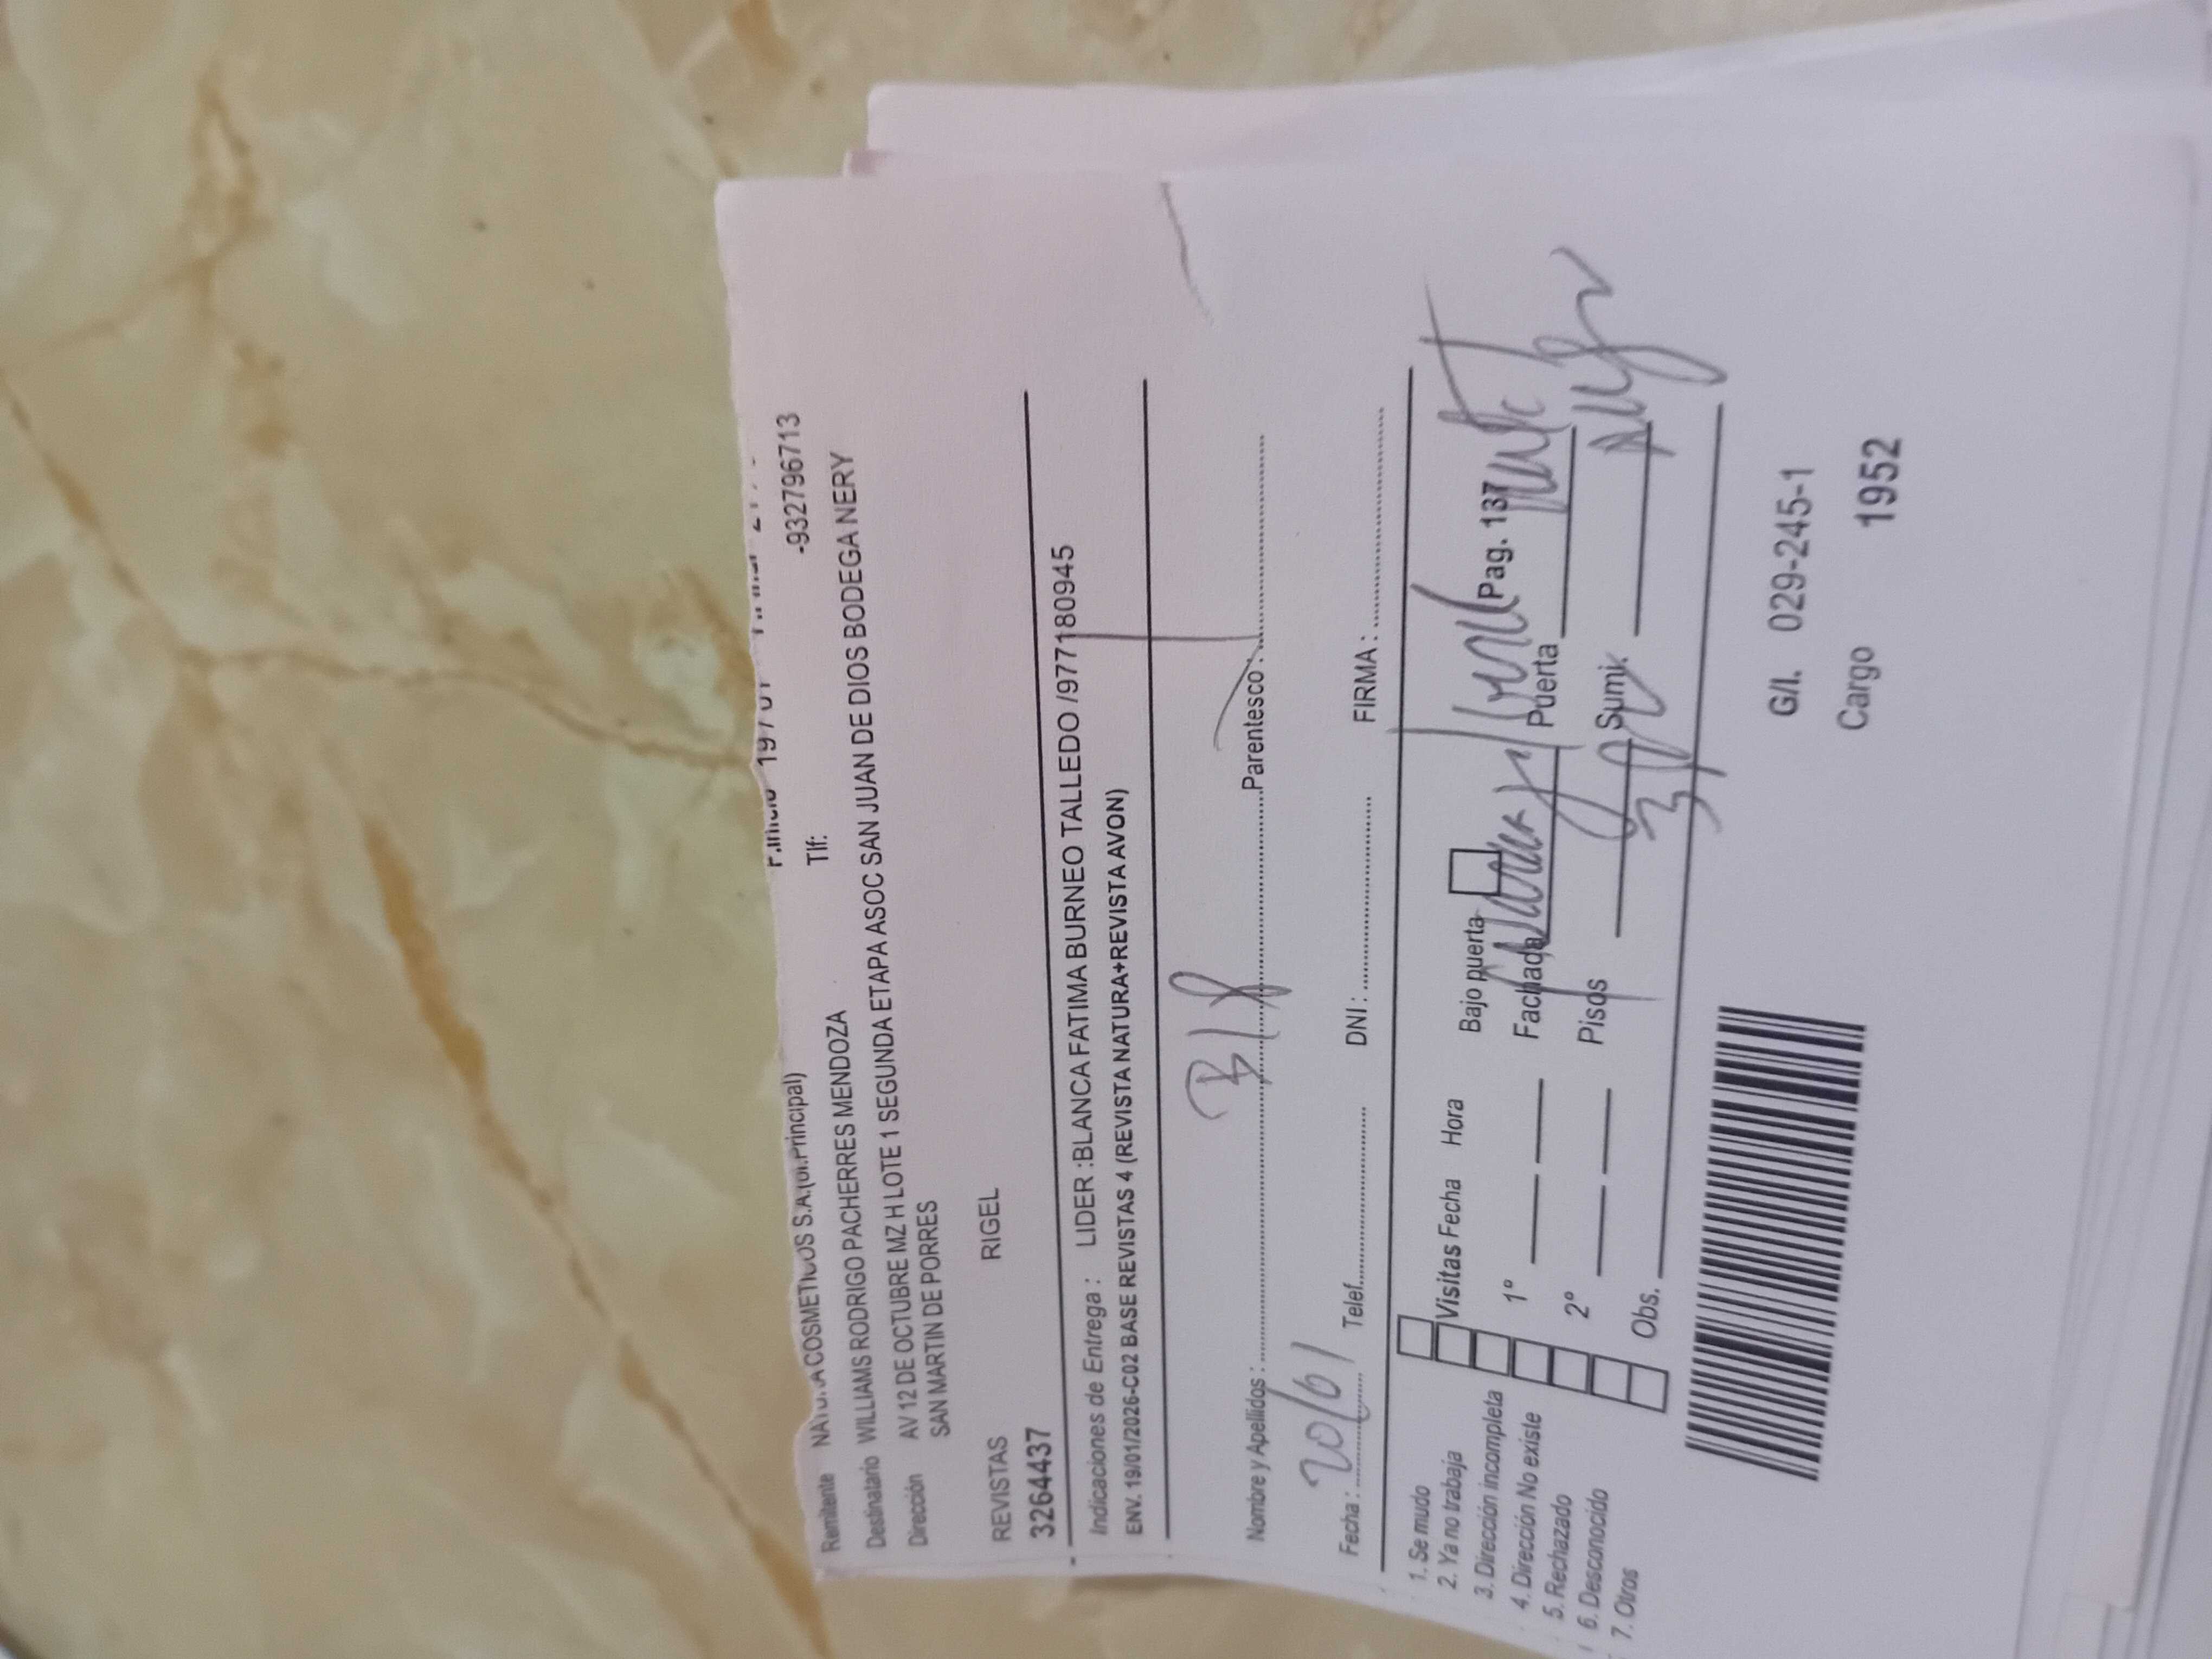 -932796713
Tlf:
Remitente NATURA COSMETICOS S.A.(of.Principal)
Destinatario WILLIAMS RODRIGO PACHERRES MENDOZA
Dirección AV 12 DE OCTUBRE MZ H LOTE 1 SEGUNDA ETAPA ASOC SAN JUAN DE DIOS BODEGA NERY
SAN MARTIN DE PORRES
REVISTAS RIGEL
3264437
Indicaciones de Entrega : LIDER :BLANCA FATIMA BURNEO TALLEDO /977180945
ENV. 19/01/2026-C02 BASE REVISTAS 4 (REVISTA NATURA+REVISTA AVON)
B/P
Nombre y Apellidos : Parentesco :
Fecha : 20/01 Telef. DNI : FIRMA :
1. Se mudo
2. Ya no trabaja Visitas Fecha Hora Bajo puerta
3. Dirección incompleta
4. Dirección No existe 1º Fachada Puerta (Pag. 137
5. Rechazado
6. Desconocido 2º Pisos 3P Sumi.
7. Otros Obs.
G/I. 029-245-1
Cargo 1952